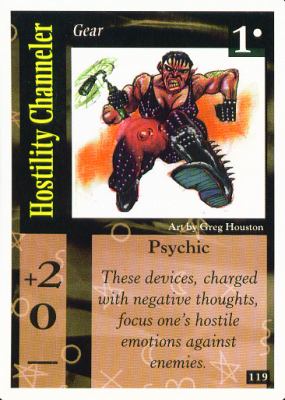 Hostility Channeler
Gear
1•
Art by Greg Houston
+2
0
—
Psychic
These devices, charged
with negative thoughts,
focus one's hostile
emotions against
enemies.
119